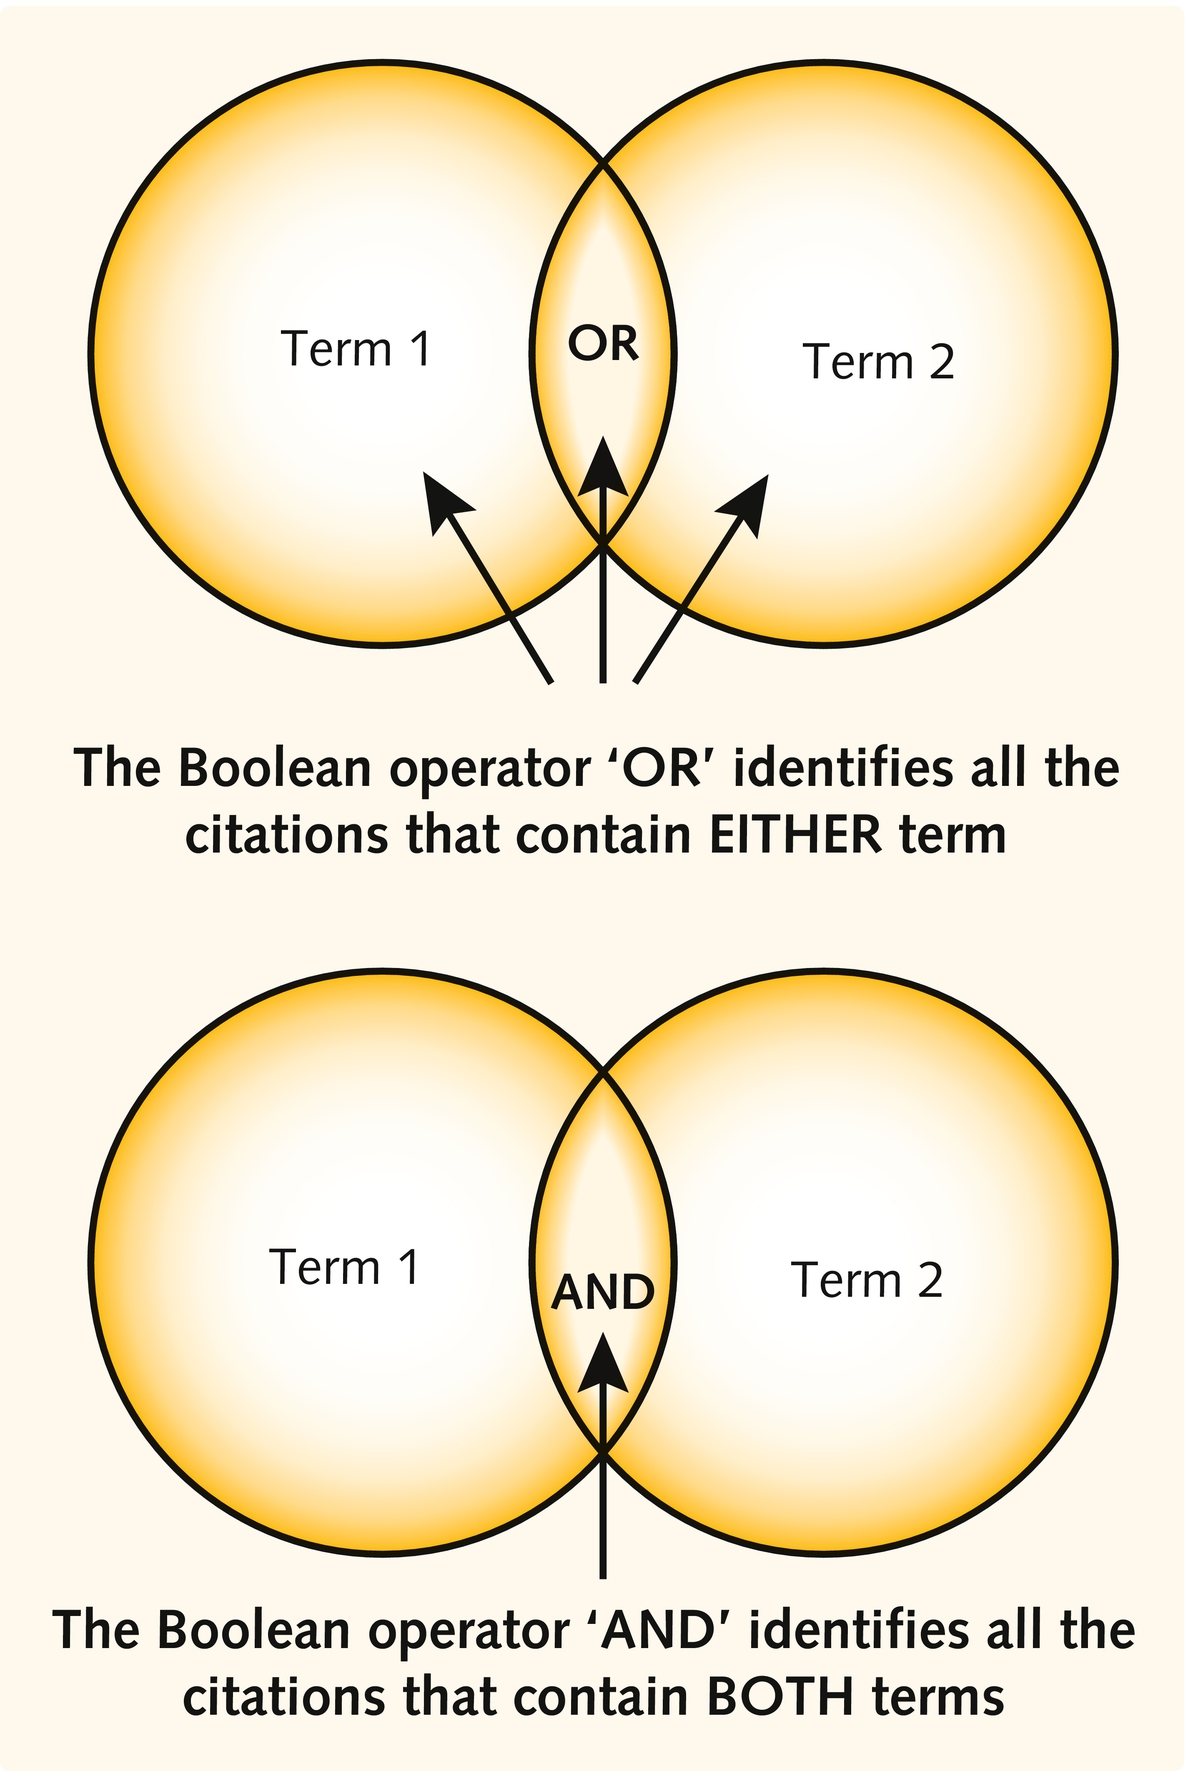 Term 1
OR
Term 2
The Boolean operator ‘OR’ identifies all the
citations that contain EITHER term
Term 1
AND
Term 2
The Boolean operator ‘AND’ identifies all the
citations that contain BOTH terms